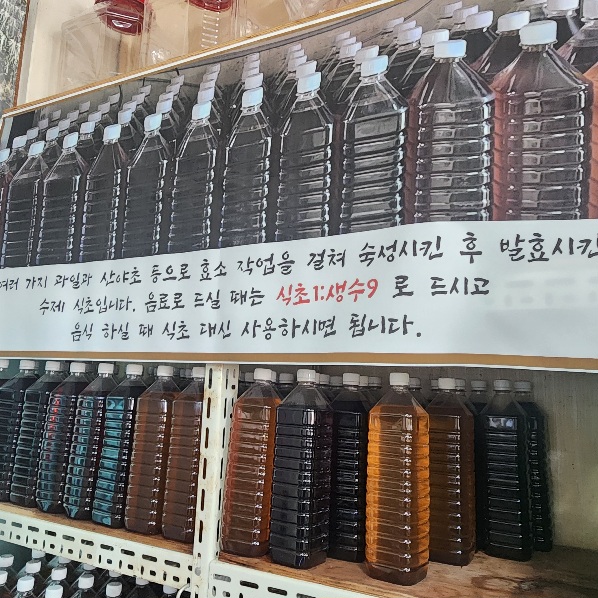 여러 가지 과일과 산야초 등으로 효소 작업을 걸쳐 숙성시킨 후 발효시킨
수제 식초입니다. 음료로 드실 때는 식초1:생수9 로 드시고
음식 하실 때 식초 대신 사용하시면 됩니다.